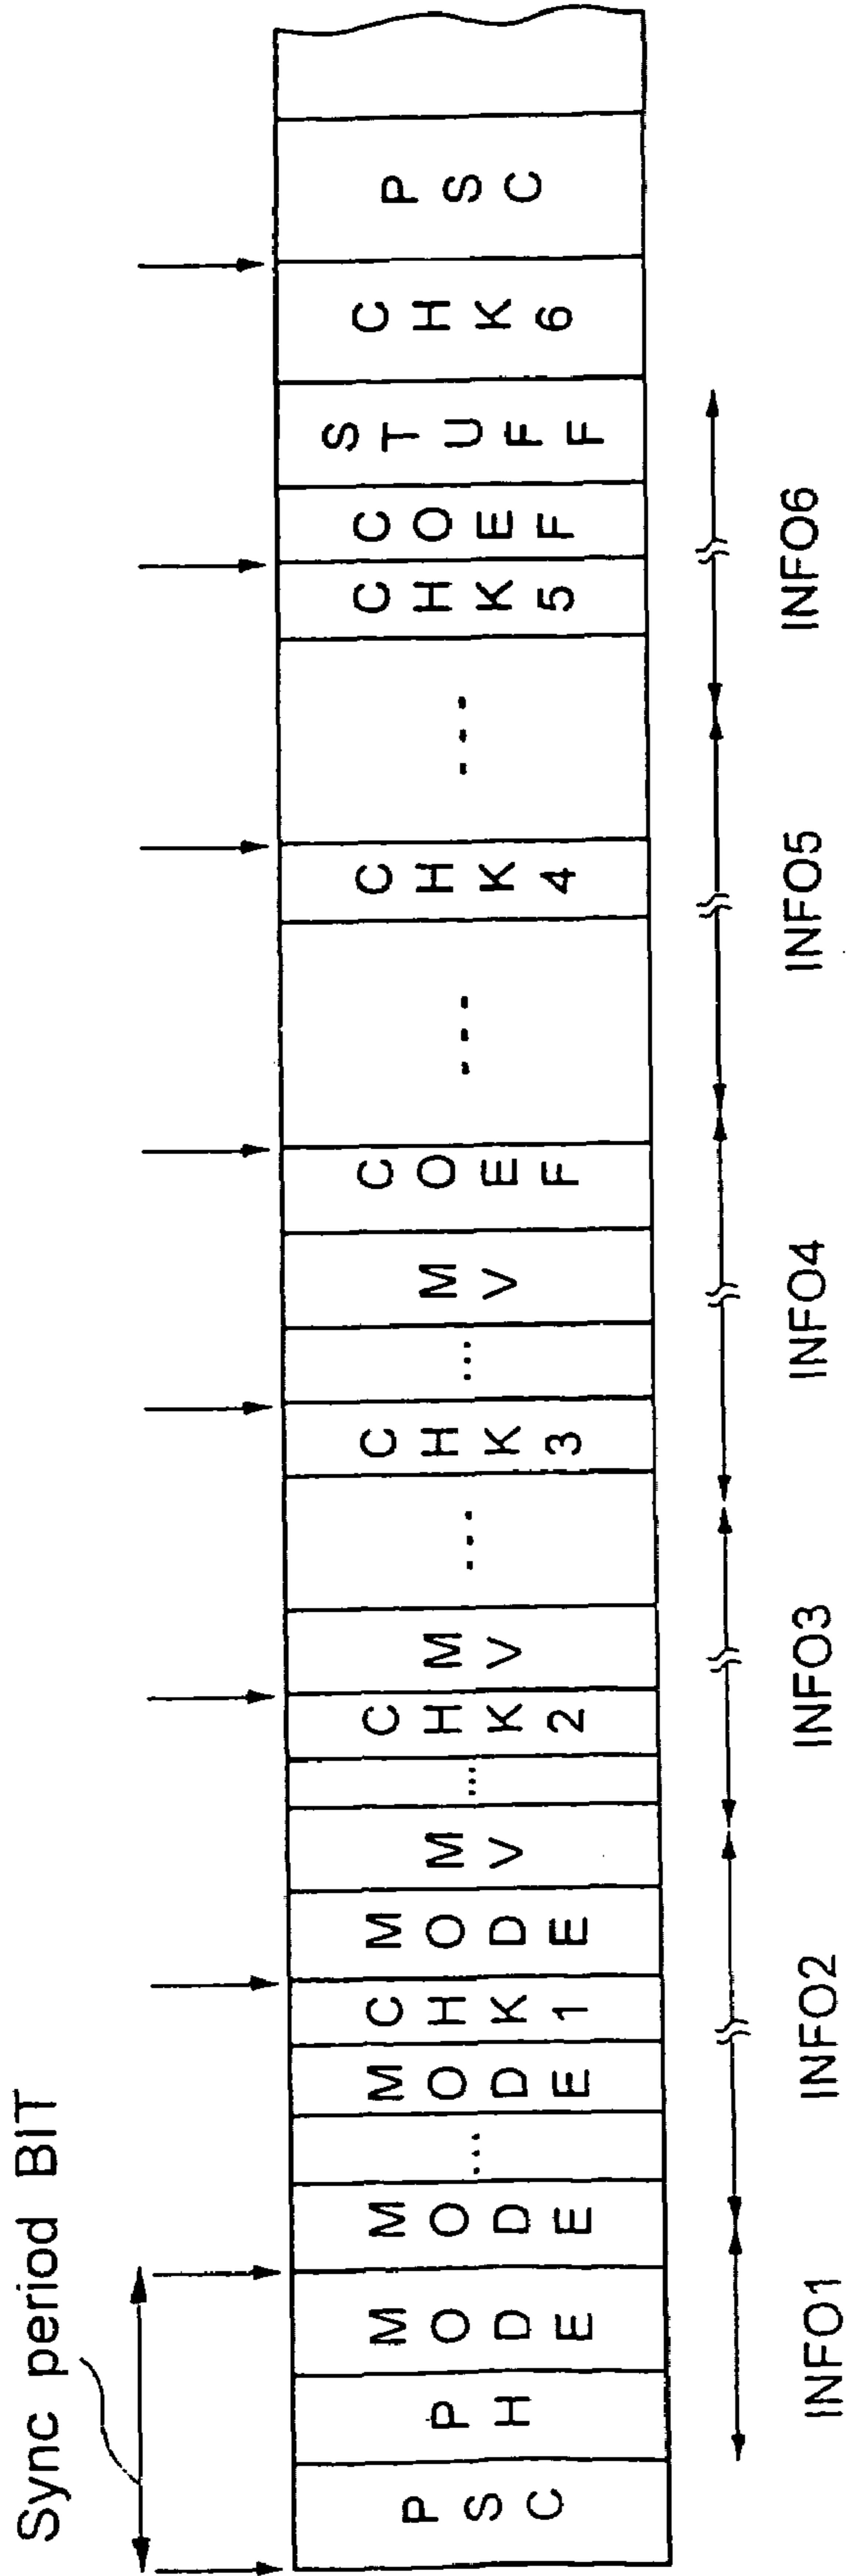 Sync period BIT
PSC
PH
MODE
MODE
...
MODE
CHK1
MODE
MV
...
CHK2
MV
...
CHK3
...
MV
COEF
...
CHK4
...
CHK5
COEF
STUFF
CHK6
PSC
INFO1
INFO2
INFO3
INFO4
INFO5
INFO6